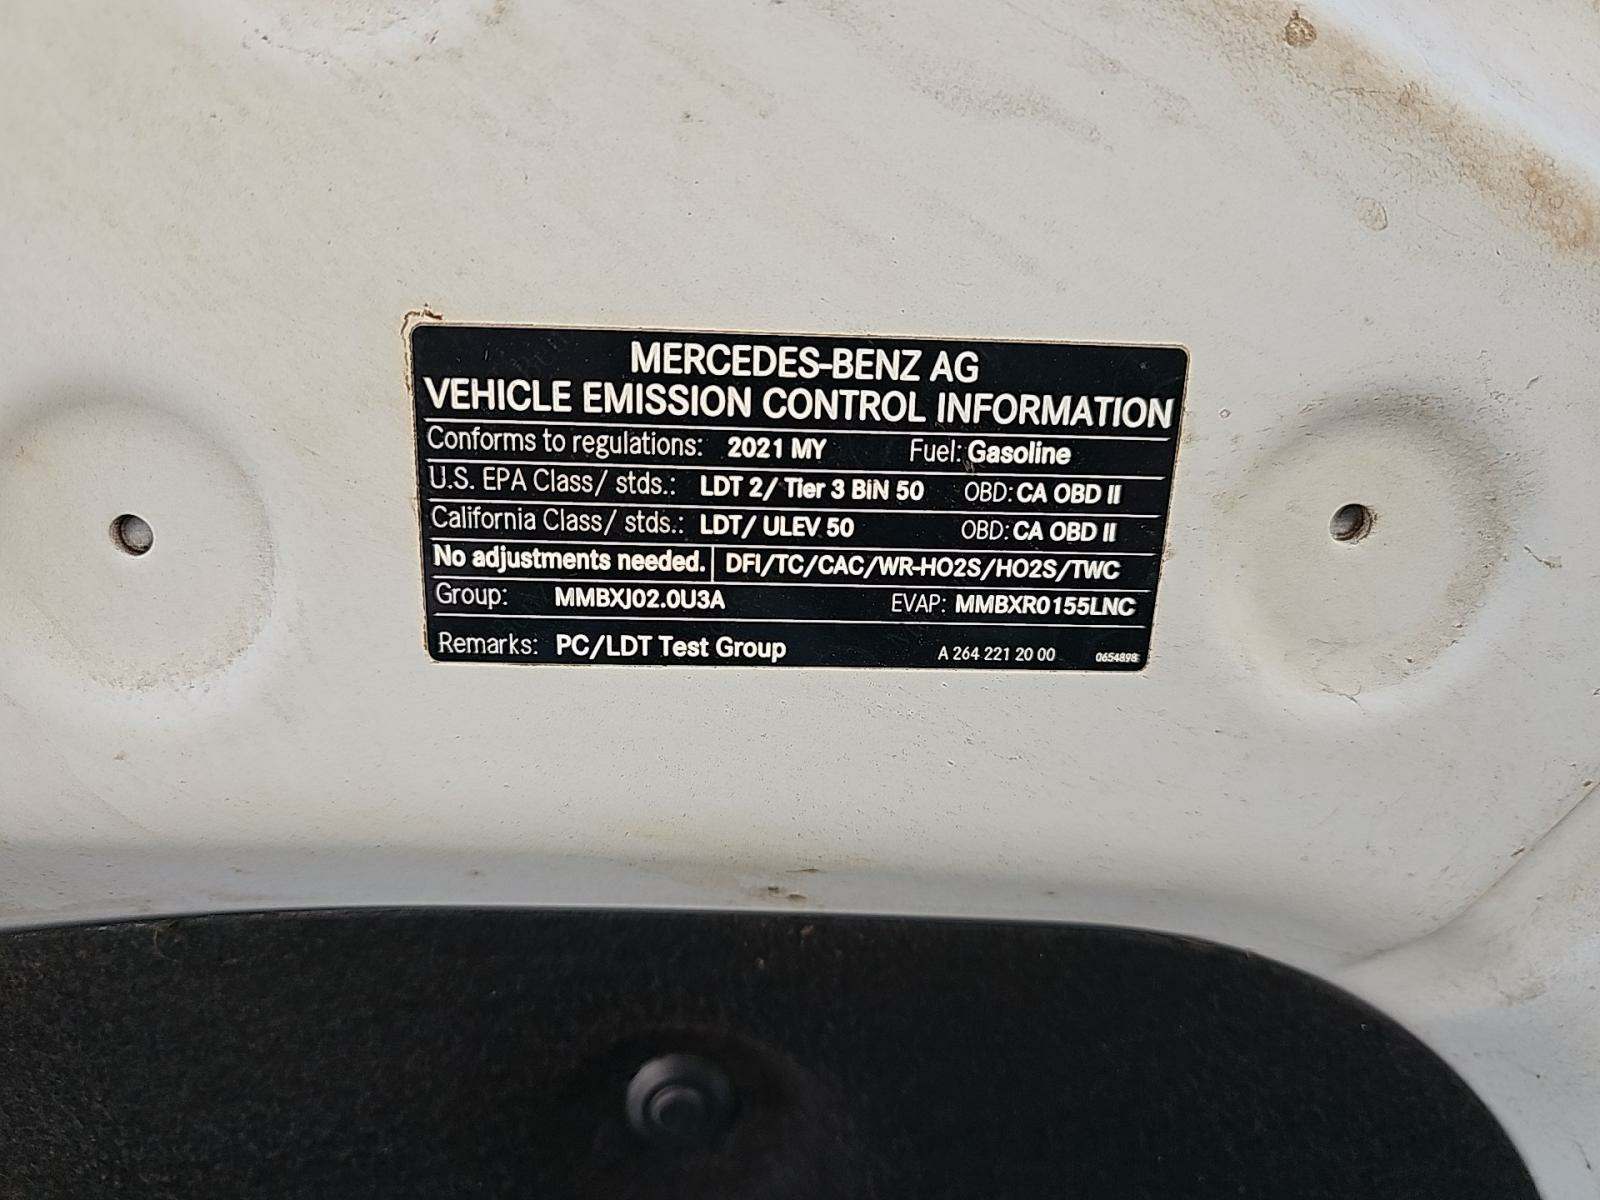 MERCEDES-BENZ AG
VEHICLE EMISSION CONTROL INFORMATION
Conforms to regulations: 2021 MY Fuel: Gasoline
U.S. EPA Class/ stds.: LDT 2/ Tier 3 BIN 50 OBD: CA OBD II
California Class/ stds.: LDT/ ULEV 50 OBD: CA OBD II
No adjustments needed. DFI/TC/CAC/WR-HO2S/HO2S/TWC
Group: MMBXJ02.0U3A EVAP: MMBXR0155LNC
Remarks: PC/LDT Test Group A 264 221 20 00 0654898